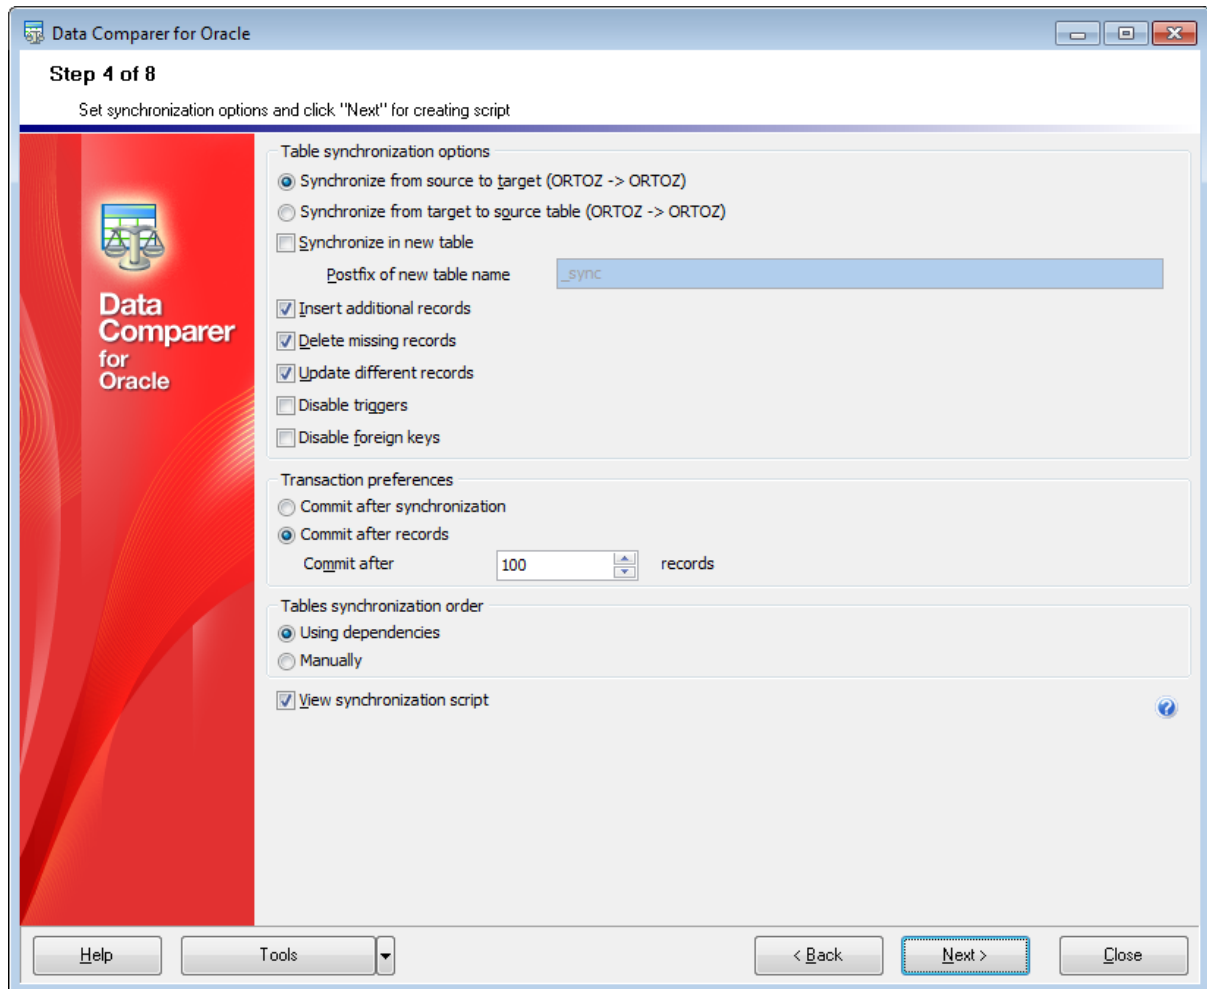 Data Comparer for Oracle
Step 4 of 8
Set synchronization options and click "Next" for creating script
Data
Comparer
for
Oracle
Table synchronization options
Synchronize from source to target (ORTOZ -> ORTOZ)
Synchronize from target to source table (ORTOZ -> ORTOZ)
Synchronize in new table
Postfix of new table name _sync
Insert additional records
Delete missing records
Update different records
Disable triggers
Disable foreign keys
Transaction preferences
Commit after synchronization
Commit after records
Commit after 100 records
Tables synchronization order
Using dependencies
Manually
View synchronization script
?
Help Tools < Back Next > Close